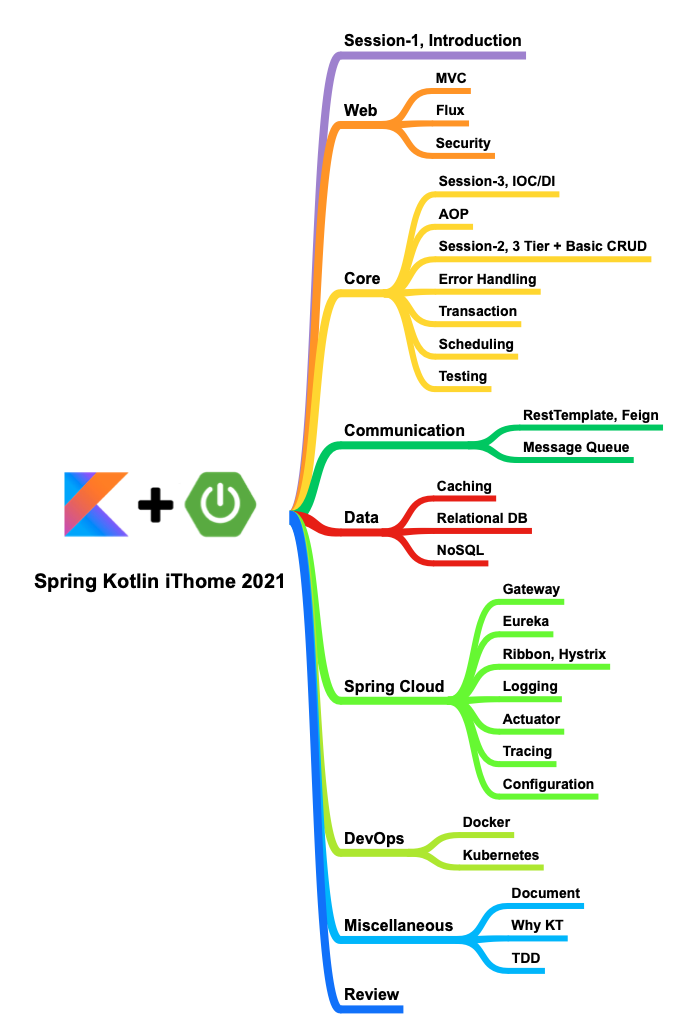 Session-1, Introduction
Web
MVC
Flux
Security
Core
Session-3, IOC/DI
AOP
Session-2, 3 Tier + Basic CRUD
Error Handling
Transaction
Scheduling
Testing
Communication
RestTemplate, Feign
Message Queue
Data
Caching
Relational DB
NoSQL
Spring Kotlin iThome 2021
Spring Cloud
Gateway
Eureka
Ribbon, Hystrix
Logging
Actuator
Tracing
Configuration
DevOps
Docker
Kubernetes
Miscellaneous
Document
Why KT
TDD
Review